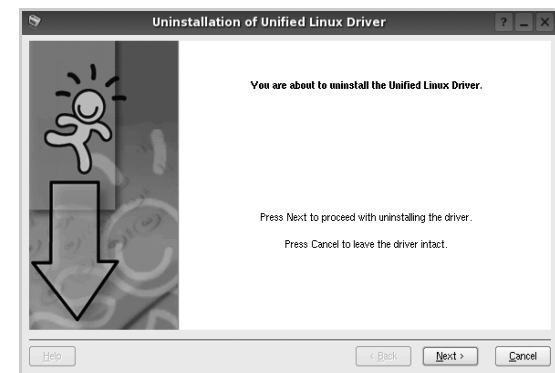 Uninstallation of Unified Linux Driver
You are about to uninstall the Unified Linux Driver.
Press Next to proceed with uninstalling the driver.
Press Cancel to leave the driver intact.
Help
< Back
Next >
Cancel